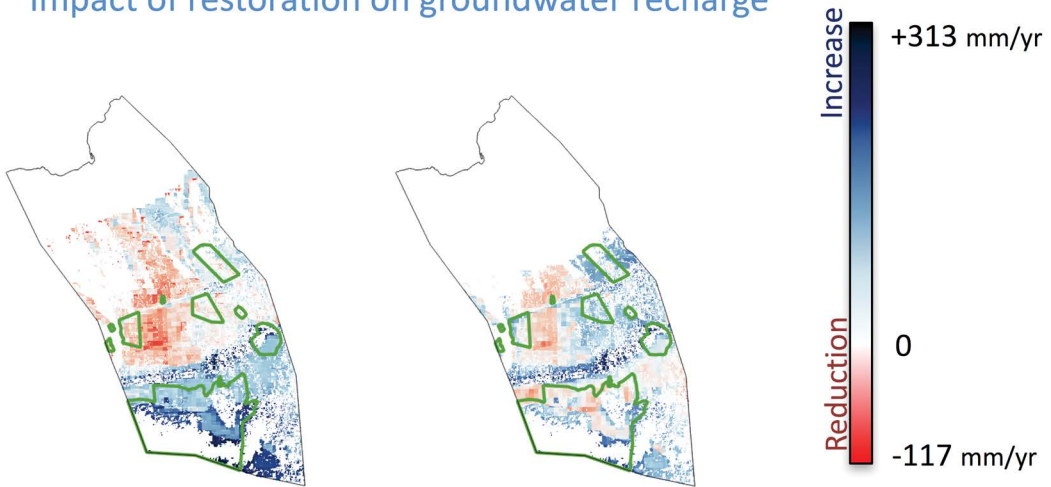 Impact of restoration on groundwater recharge
Increase
+313 mm/yr
0
Reduction
-117 mm/yr